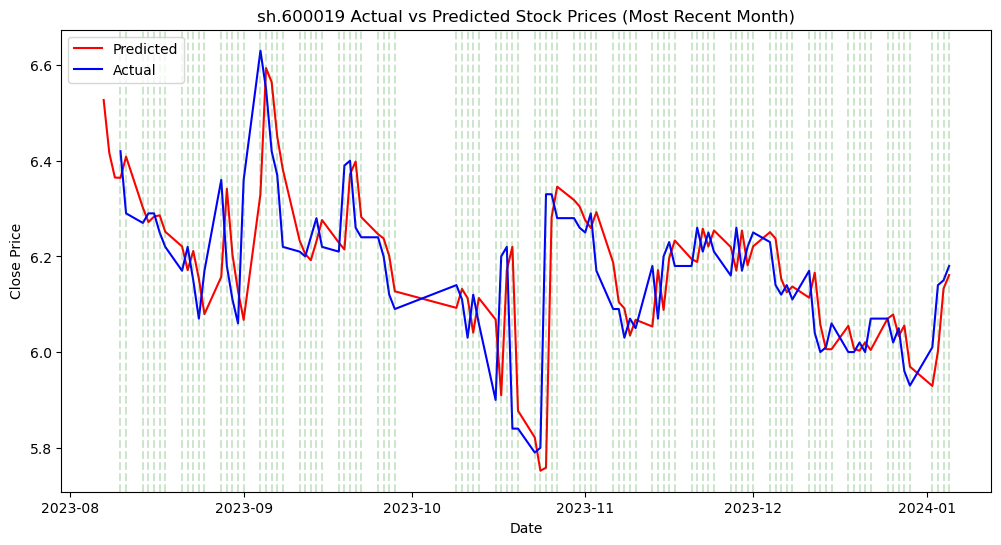 sh.600019 Actual vs Predicted Stock Prices (Most Recent Month)
Predicted
Actual
Close Price
6.6
6.4
6.2
6.0
5.8
2023-08
2023-09
2023-10
2023-11
2023-12
2024-01
Date